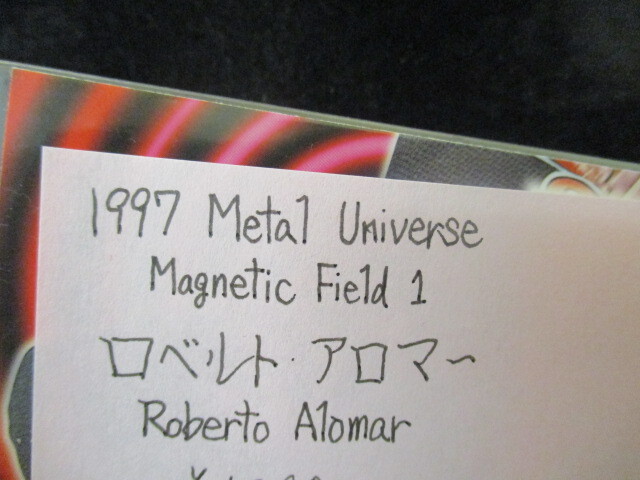 1997 Metal Universe
Magnetic Field 1
ロベルト・アロマー
Roberto Alomar